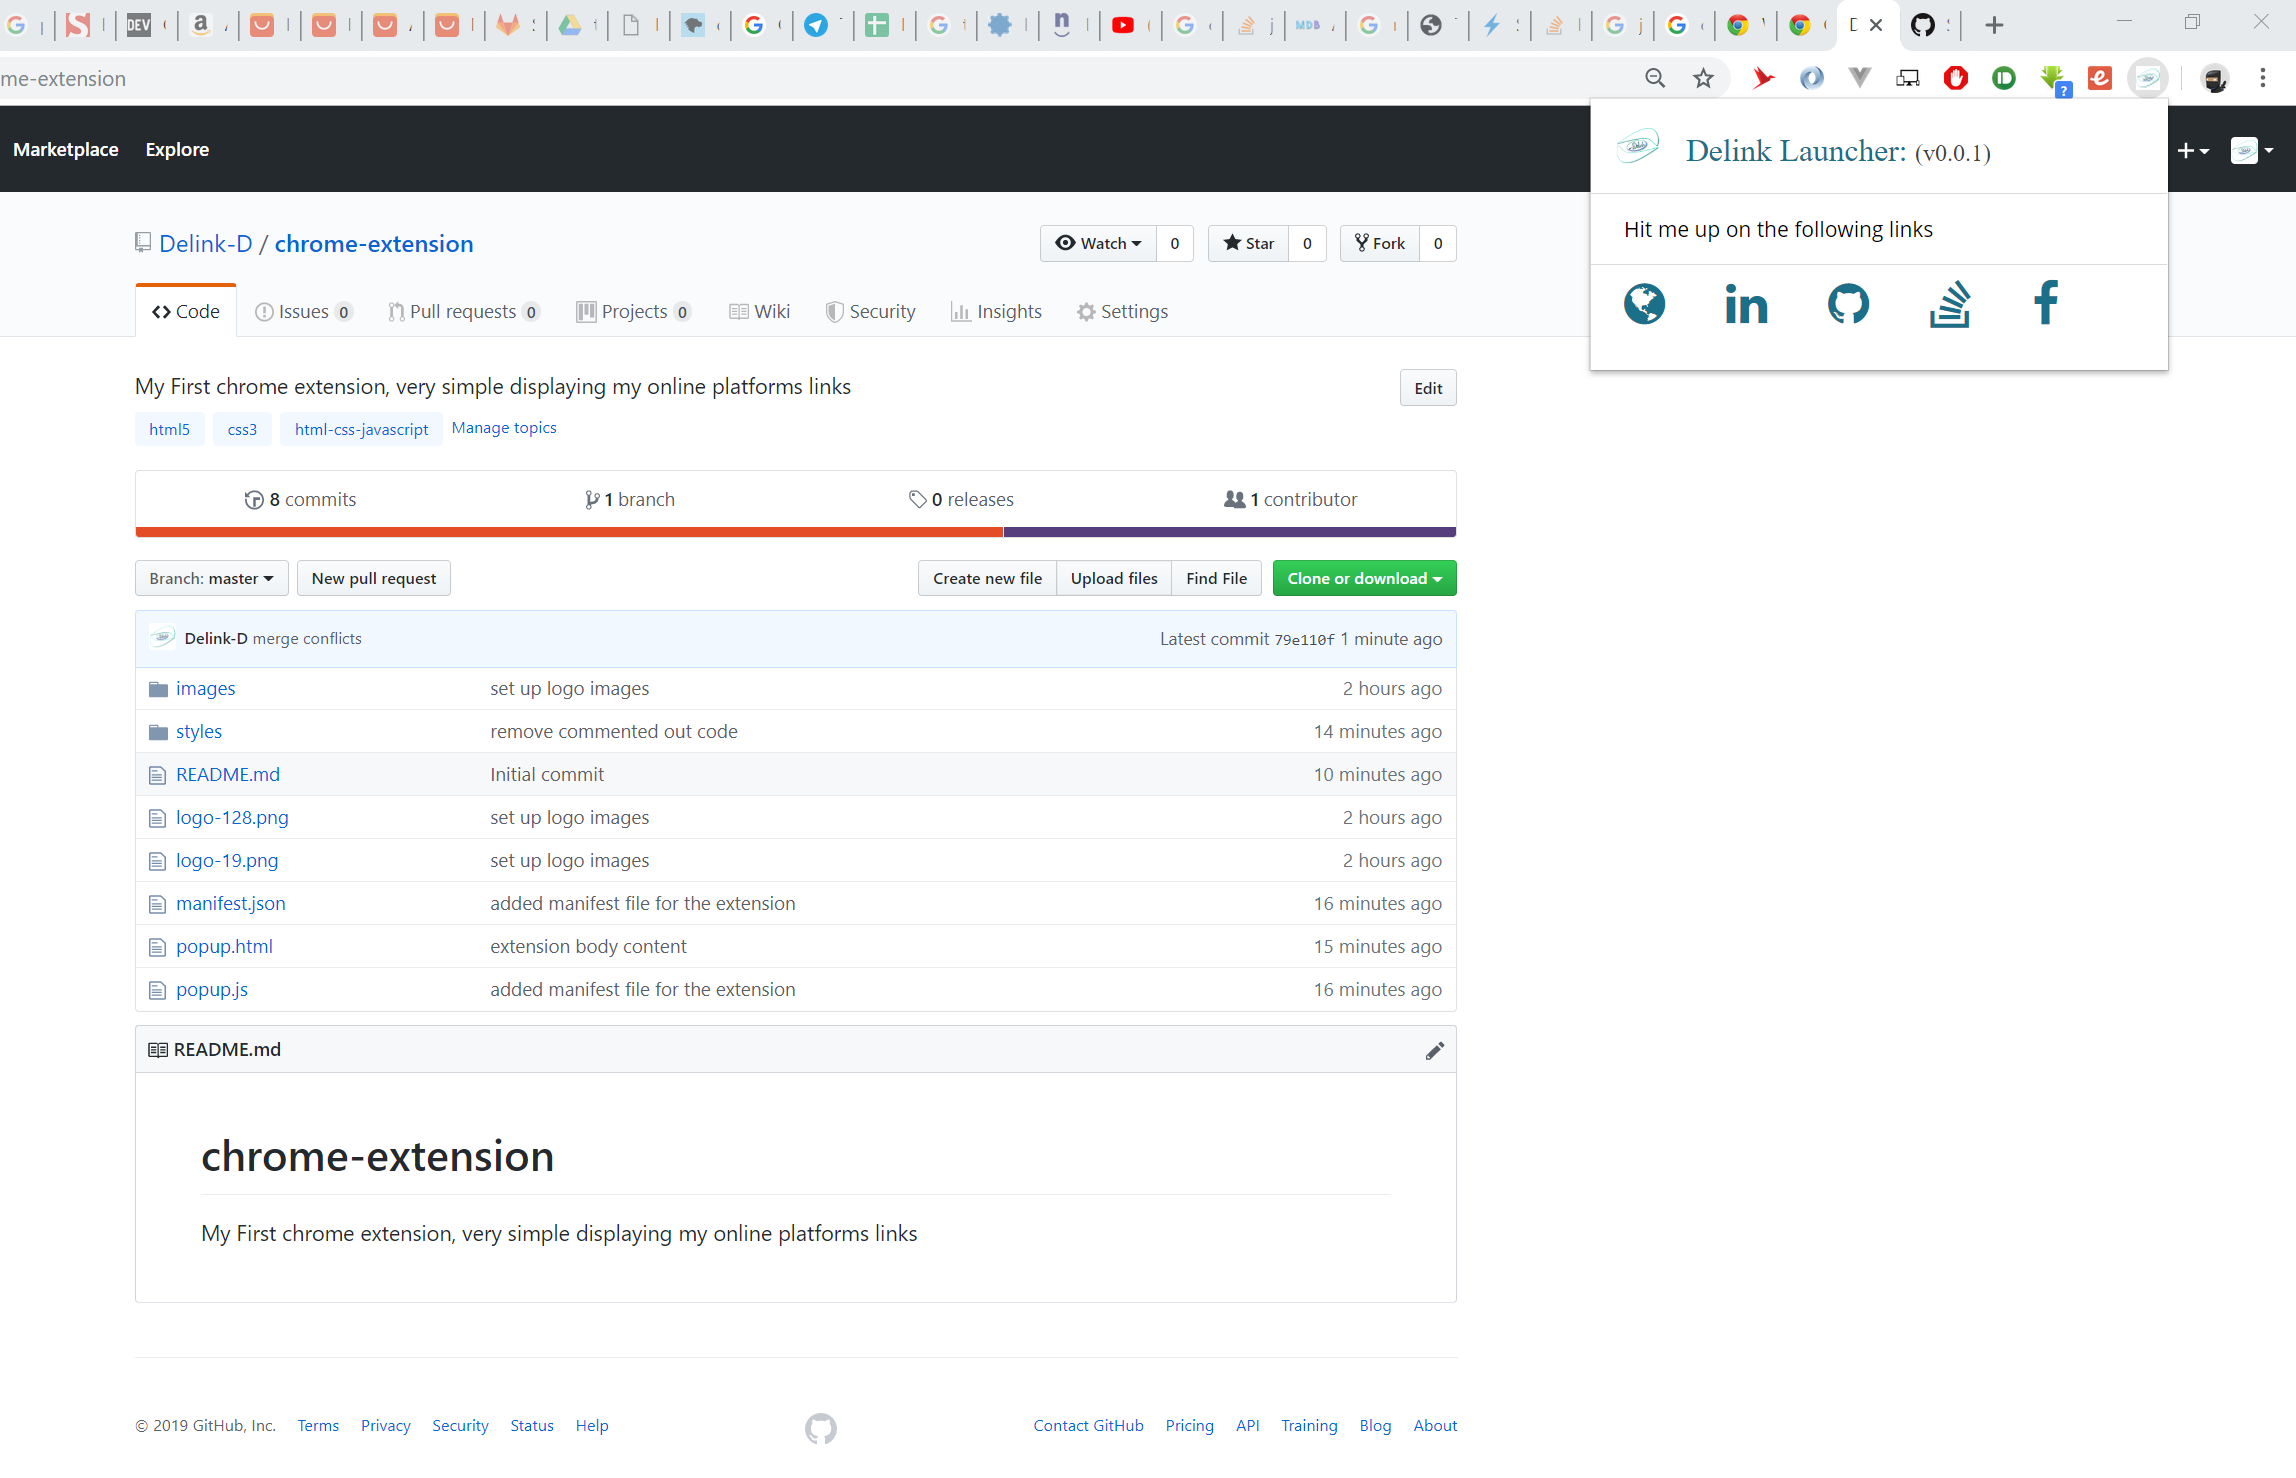 DEV
MDB
me-extension
Marketplace Explore
Delink Launcher: (v0.0.1)
Hit me up on the following links
Delink-D / chrome-extension
Watch 0 Star 0 Fork 0
Code Issues 0 Pull requests 0 Projects 0 Wiki Security Insights Settings
My First chrome extension, very simple displaying my online platforms links
Edit
html5 css3 html-css-javascript Manage topics
8 commits 1 branch 0 releases 1 contributor
Branch: master New pull request Create new file Upload files Find File Clone or download
Delink-D merge conflicts Latest commit 79e110f 1 minute ago
images set up logo images 2 hours ago
styles remove commented out code 14 minutes ago
README.md Initial commit 10 minutes ago
logo-128.png set up logo images 2 hours ago
logo-19.png set up logo images 2 hours ago
manifest.json added manifest file for the extension 16 minutes ago
popup.html extension body content 15 minutes ago
popup.js added manifest file for the extension 16 minutes ago
README.md
chrome-extension
My First chrome extension, very simple displaying my online platforms links
© 2019 GitHub, Inc. Terms Privacy Security Status Help Contact GitHub Pricing API Training Blog About